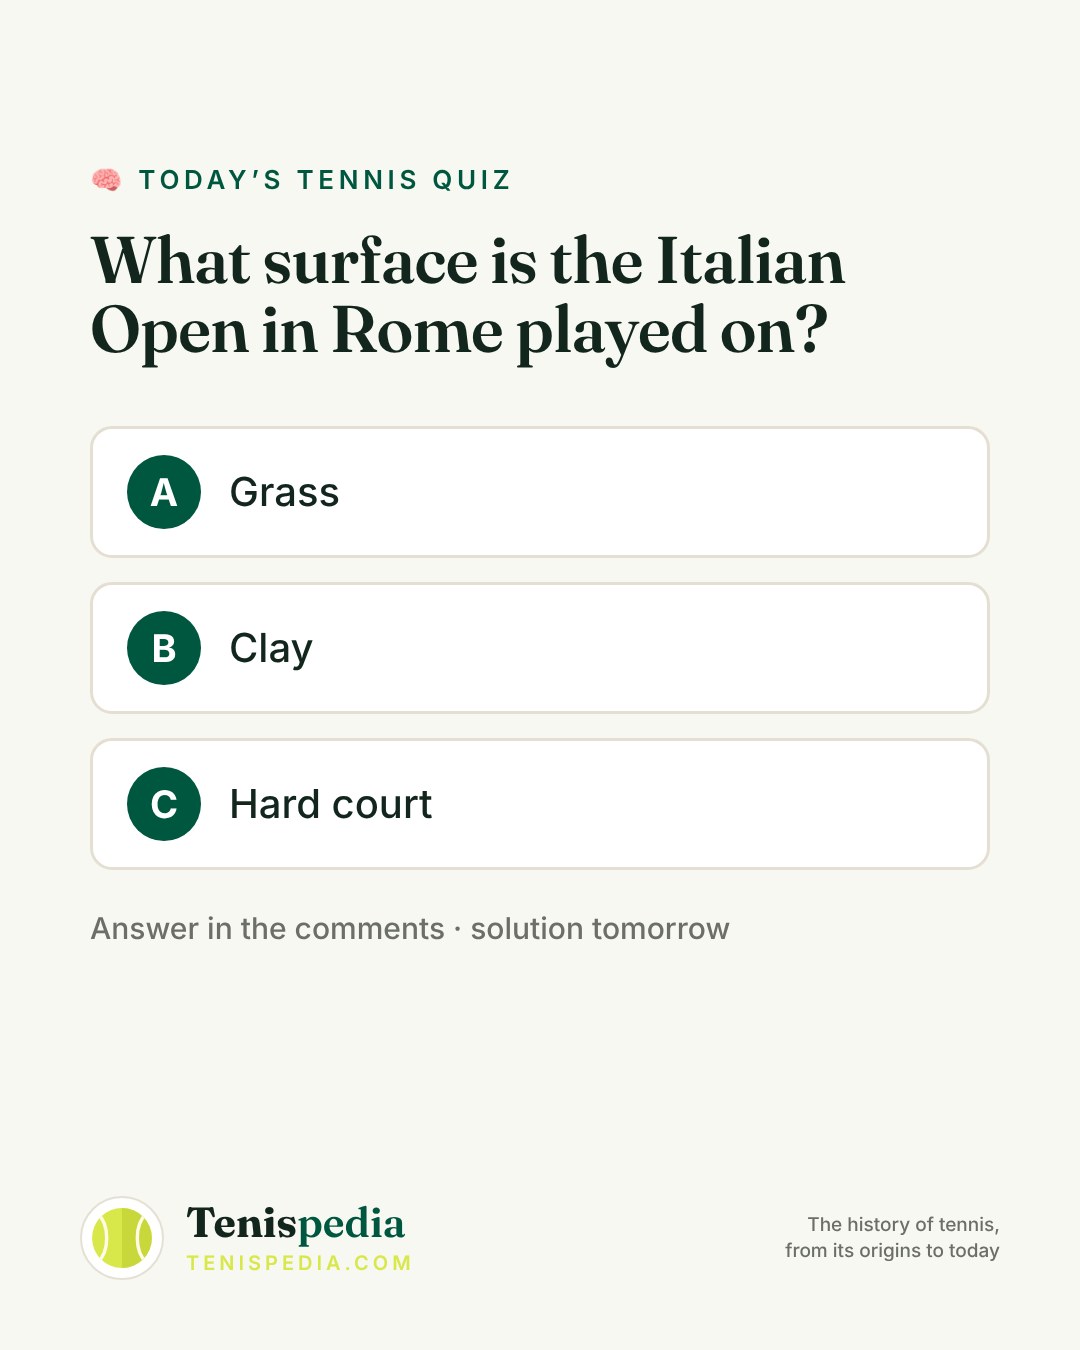 🧠 TODAY’S TENNIS QUIZ
What surface is the Italian
Open in Rome played on?
A Grass
B Clay
C Hard court
Answer in the comments · solution tomorrow
Tenispedia
TENISPEDIA.COM
The history of tennis,
from its origins to today